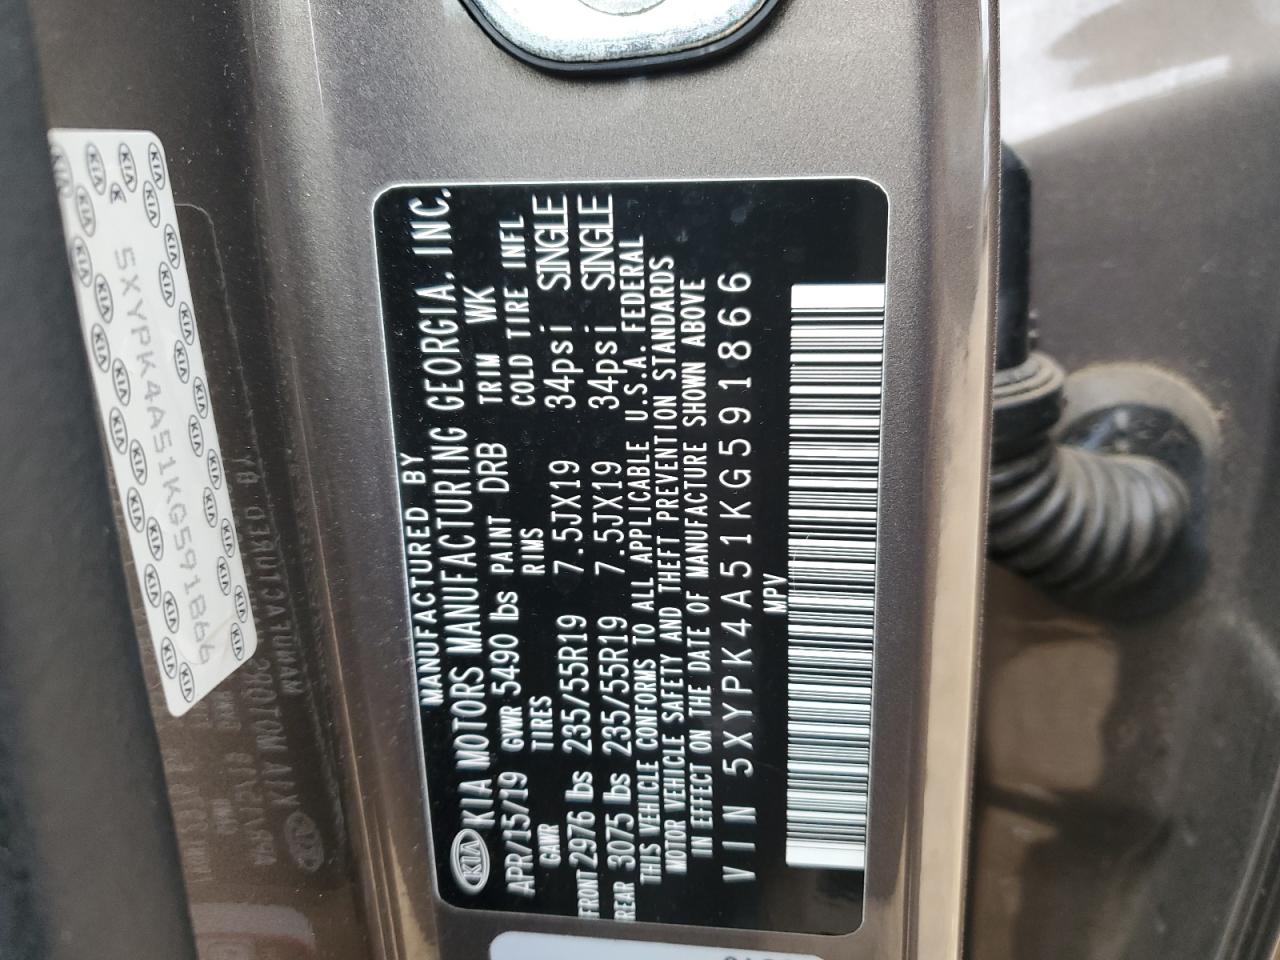 MANUFACTURED BY
KIA KIA MOTORS MANUFACTURING GEORGIA, INC.
APR/15/19 GVWR 5490 lbs PAINT DRB TRIM WK
GAWR TIRES RIMS COLD TIRE INFL
FRONT 2976 lbs 235/55R19 7.5JX19 34psi SINGLE
REAR 3075 lbs 235/55R19 7.5JX19 34psi SINGLE
THIS VEHICLE CONFORMS TO ALL APPLICABLE U.S.A. FEDERAL
MOTOR VEHICLE SAFETY AND THEFT PREVENTION STANDARDS
IN EFFECT ON THE DATE OF MANUFACTURE SHOWN ABOVE
VIN 5XYPK4A51KG591866
MPV
5XYPK4A51KG591866